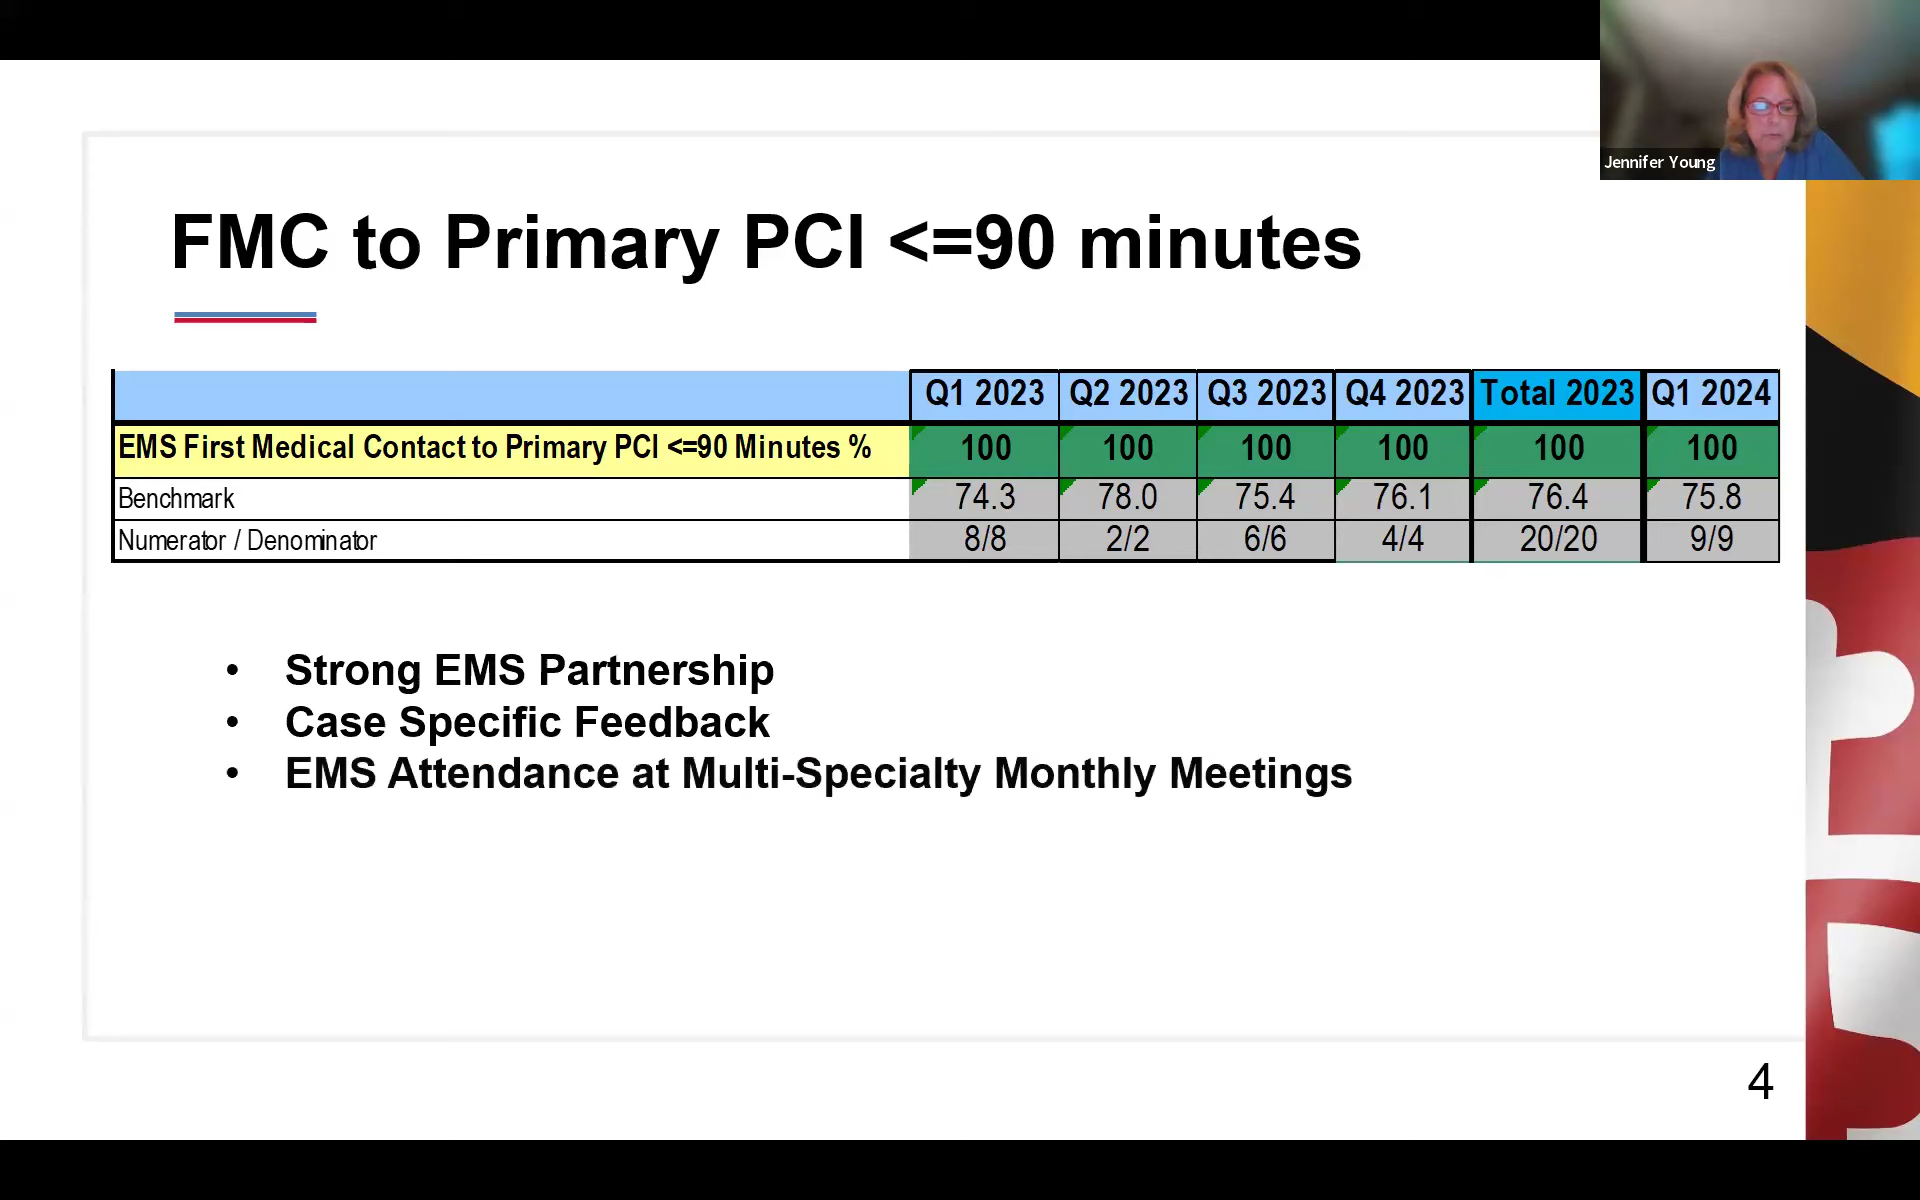 Jennifer Young
FMC to Primary PCI <=90 minutes
Q1 2023 Q2 2023 Q3 2023 Q4 2023 Total 2023 Q1 2024
EMS First Medical Contact to Primary PCI <=90 Minutes % 100 100 100 100 100 100
Benchmark 74.3 78.0 75.4 76.1 76.4 75.8
Numerator / Denominator 8/8 2/2 6/6 4/4 20/20 9/9
• Strong EMS Partnership
• Case Specific Feedback
• EMS Attendance at Multi-Specialty Monthly Meetings
4